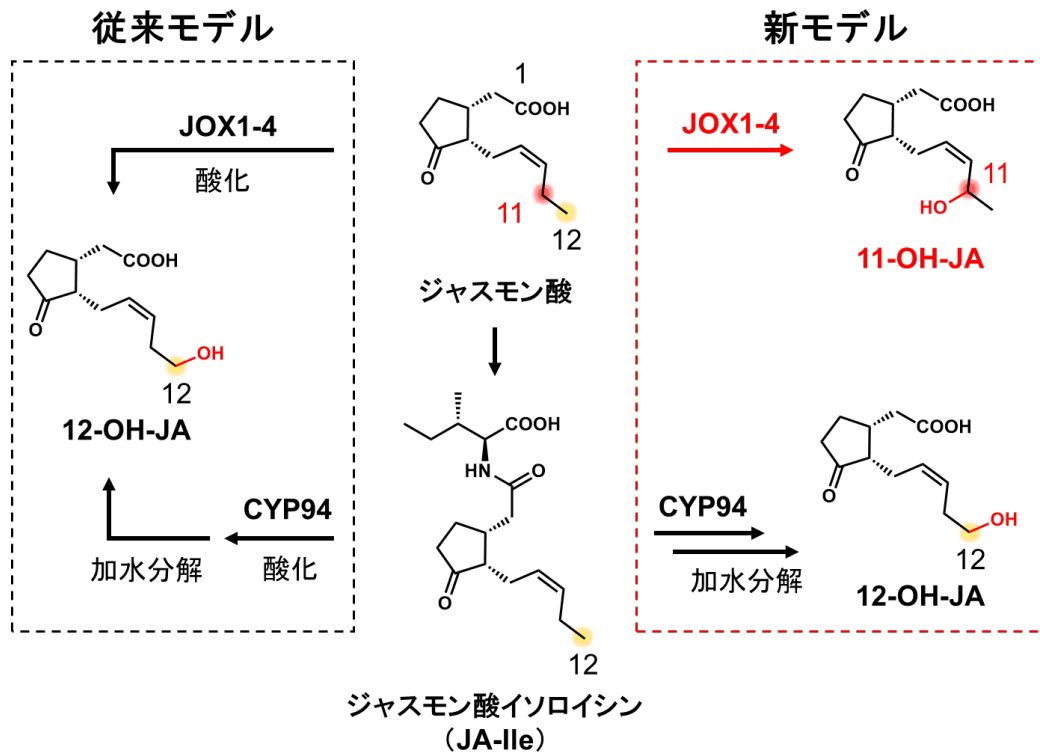 従来モデル
JOX1-4
酸化
COOH
O
OH
12
12-OH-JA
CYP94
加水分解
酸化
1
COOH
O
11
12
ジャスモン酸
COOH
HN
O
O
12
ジャスモン酸イソロイシン
（JA-Ile）
新モデル
JOX1-4
COOH
O
11
HO
11-OH-JA
CYP94
加水分解
COOH
O
OH
12
12-OH-JA